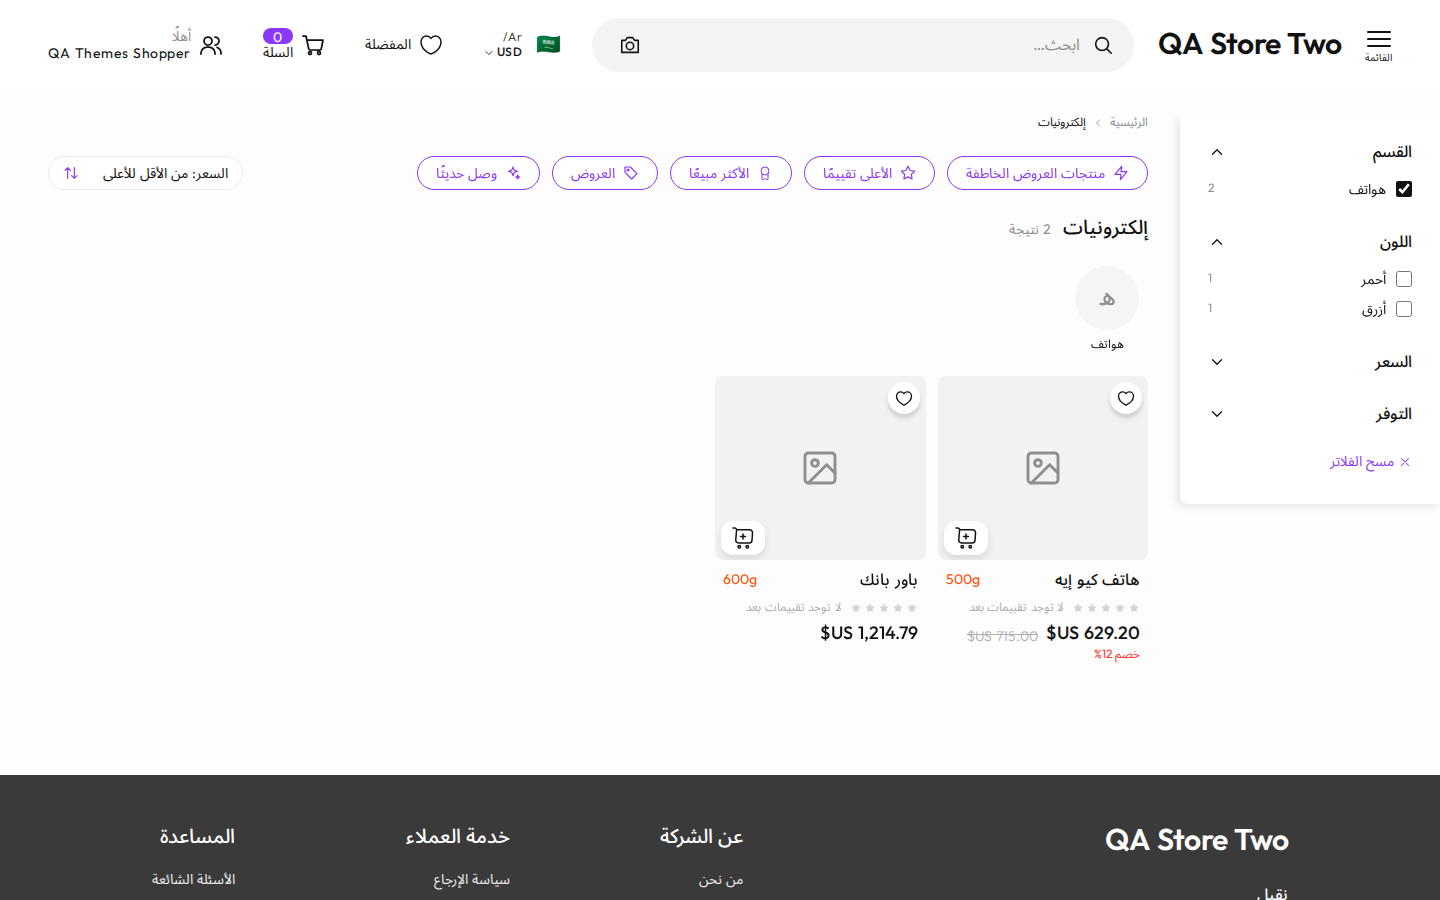 القائمة
QA Store Two
ابحث...
Ar/
USD
المفضلة
0
السلة
أهلًا
QA Themes Shopper
الرئيسية
إلكترونيات
القسم
هواتف
2
اللون
أحمر
1
أزرق
1
السعر
التوفر
مسح الفلاتر
منتجات العروض الخاطفة
الأعلى تقييمًا
الأكثر مبيعًا
العروض
وصل حديثًا
السعر: من الأقل للأعلى
إلكترونيات
2 نتيجة
ه
هواتف
هاتف كيو إيه
500g
لا توجد تقييمات بعد
$US 629.20
$US 715.00
خصم 12%
باور بانك
600g
لا توجد تقييمات بعد
$US 1,214.79
QA Store Two
عن الشركة
من نحن
خدمة العملاء
سياسة الإرجاع
المساعدة
الأسئلة الشائعة
نقبل